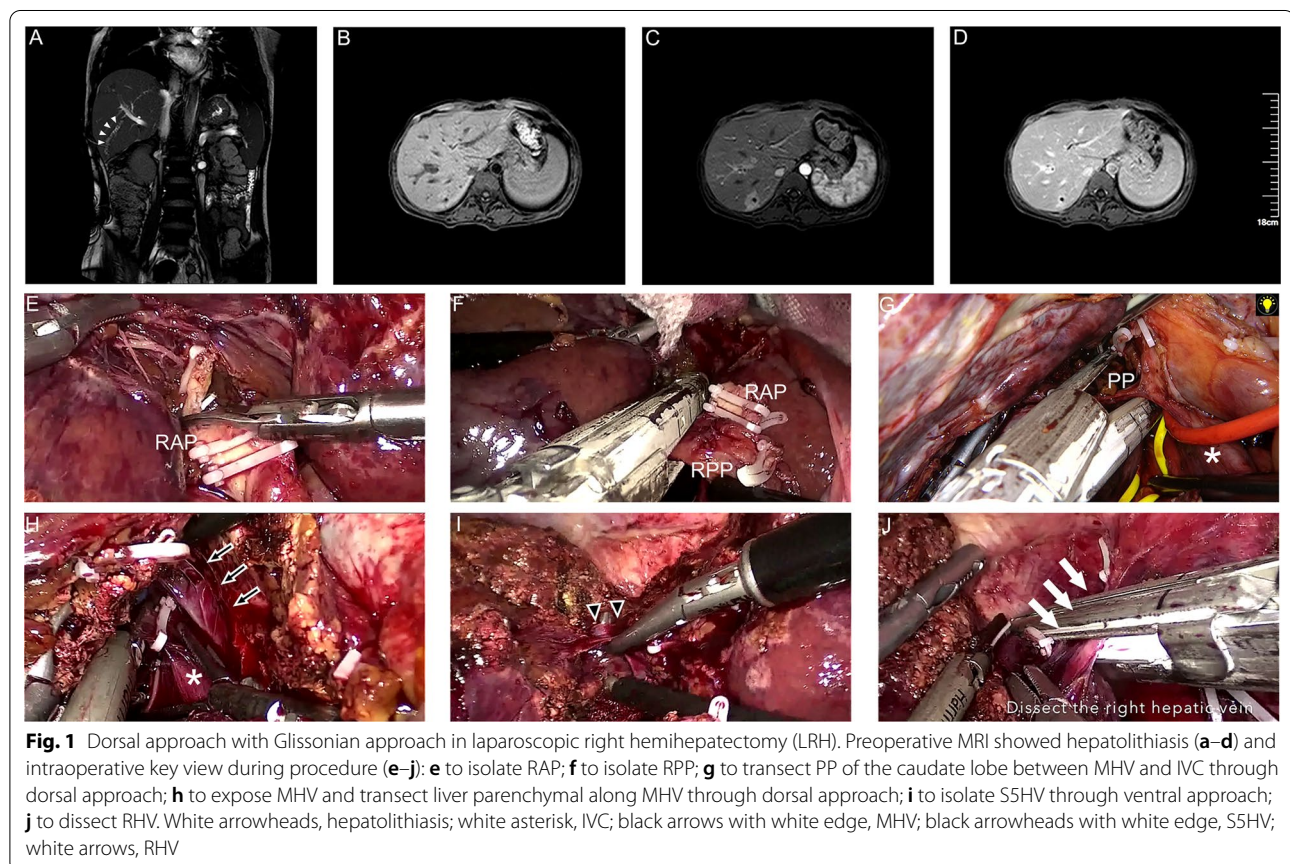 A
B
C
D
18cm
E
RAP
F
RAP
RPP
G
PP
*
H
*
I
J
Dissect the right hepatic vein
Fig. 1 Dorsal approach with Glissonian approach in laparoscopic right hemihepatectomy (LRH). Preoperative MRI showed hepatolithiasis (a–d) and
intraoperative key view during procedure (e–j): e to isolate RAP; f to isolate RPP; g to transect PP of the caudate lobe between MHV and IVC through
dorsal approach; h to expose MHV and transect liver parenchymal along MHV through dorsal approach; i to isolate S5HV through ventral approach;
j to dissect RHV. White arrowheads, hepatolithiasis; white asterisk, IVC; black arrows with white edge, MHV; black arrowheads with white edge, S5HV;
white arrows, RHV